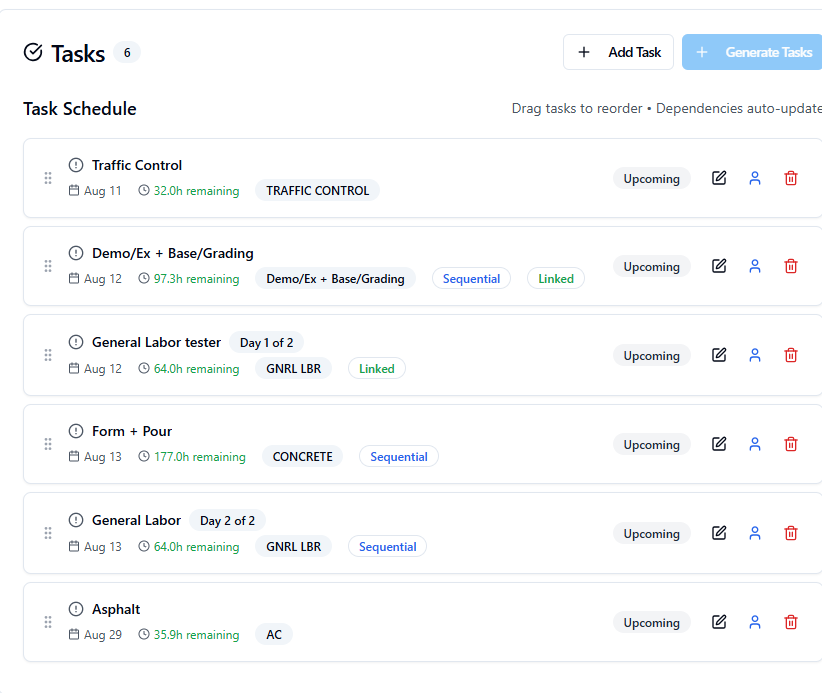 Tasks 6 Add Task Generate Tasks
Task Schedule Drag tasks to reorder • Dependencies auto-update
Traffic Control
Aug 11 32.0h remaining TRAFFIC CONTROL Upcoming
Demo/Ex + Base/Grading
Aug 12 97.3h remaining Demo/Ex + Base/Grading Sequential Linked Upcoming
General Labor tester Day 1 of 2
Aug 12 64.0h remaining GNRL LBR Linked Upcoming
Form + Pour
Aug 13 177.0h remaining CONCRETE Sequential Upcoming
General Labor Day 2 of 2
Aug 13 64.0h remaining GNRL LBR Sequential Upcoming
Asphalt
Aug 29 35.9h remaining AC Upcoming